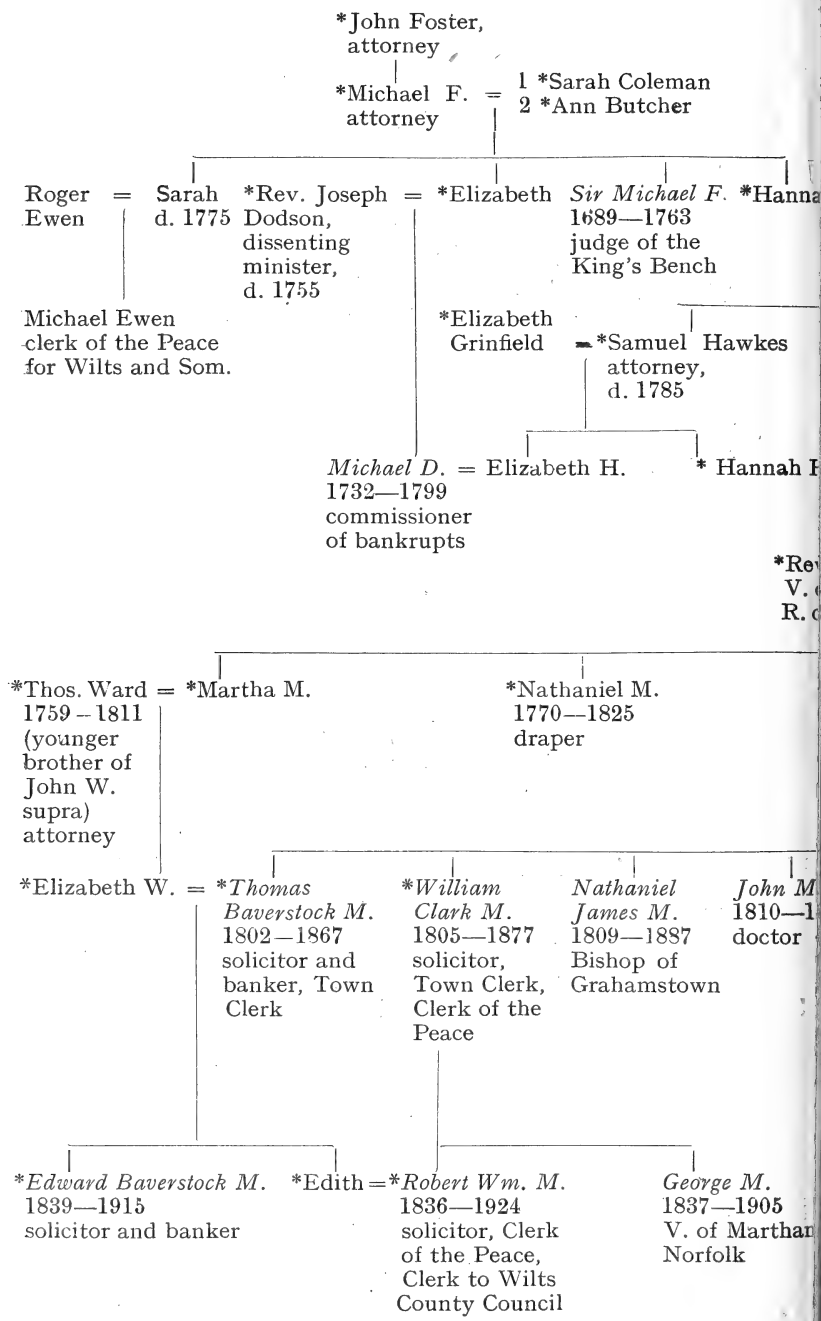 *John Foster,
attorney
*Michael F. = 1 *Sarah Coleman
attorney 2 *Ann Butcher
Roger = Sarah *Rev. Joseph = *Elizabeth Sir Michael F. *Hanna
Ewen d. 1775 Dodson, 1689—1763
dissenting judge of the
minister, King's Bench
d. 1755
Michael Ewen *Elizabeth
clerk of the Peace Grinfield = *Samuel Hawkes
for Wilts and Som. attorney,
d. 1785
Michael D. = Elizabeth H. * Hannah
1732—1799
commissioner
of bankrupts
*Rev
V.
R.
*Thos. Ward = *Martha M. *Nathaniel M.
1759–1811 1770—1825
(younger draper
brother of
John W.
supra)
attorney
*Elizabeth W. = *Thomas *William Nathaniel John M
Baverstock M. Clark M. James M. 1810—1
1802—1867 1805—1877 1809—1887 doctor
solicitor and solicitor, Bishop of
banker, Town Town Clerk, Grahamstown
Clerk Clerk of the
Peace
*Edward Baverstock M. *Edith = *Robert Wm. M. George M.
1839—1915 1836—1924 1837—1905
solicitor and banker solicitor, Clerk V. of Martham
of the Peace, Norfolk
Clerk to Wilts
County Council